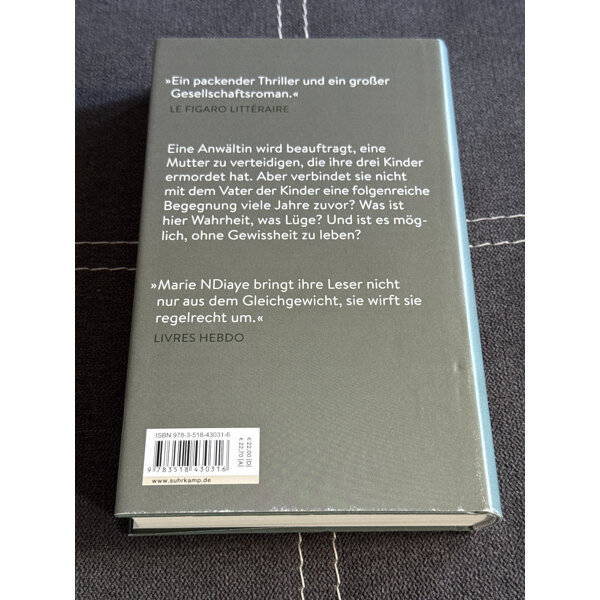 »Ein packender Thriller und ein großer
Gesellschaftsroman.«
LE FIGARO LITTÉRAIRE
Eine Anwältin wird beauftragt, eine
Mutter zu verteidigen, die ihre drei Kinder
ermordet hat. Aber verbindet sie nicht
mit dem Vater der Kinder eine folgenreiche
Begegnung viele Jahre zuvor? Was ist
hier Wahrheit, was Lüge? Und ist es mög-
lich, ohne Gewissheit zu leben?
»Marie NDiaye bringt ihre Leser nicht
nur aus dem Gleichgewicht, sie wirft sie
regelrecht um.«
LIVRES HEBDO
ISBN 978-3-518-43031-6
9 783518 430316
€ 22,00 [D]
€ 22,70 [A]
www.suhrkamp.de